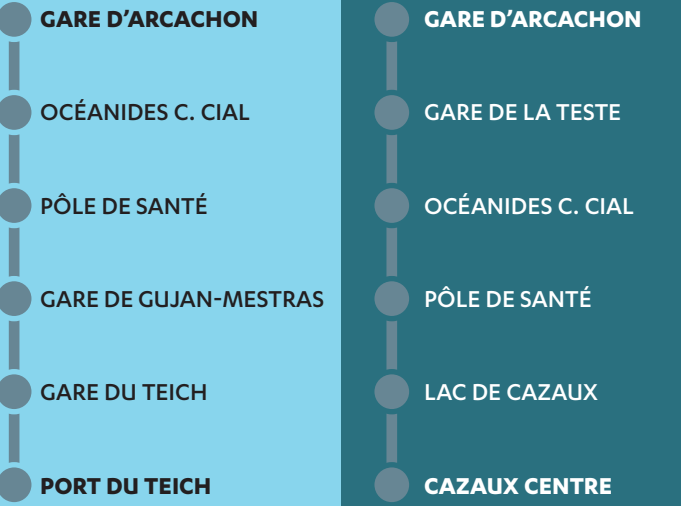 GARE D’ARCACHON
OCÉANIDES C. CIAL
PÔLE DE SANTÉ
GARE DE GUJAN-MESTRAS
GARE DU TEICH
PORT DU TEICH
GARE D’ARCACHON
GARE DE LA TESTE
OCÉANIDES C. CIAL
PÔLE DE SANTÉ
LAC DE CAZAUX
CAZAUX CENTRE